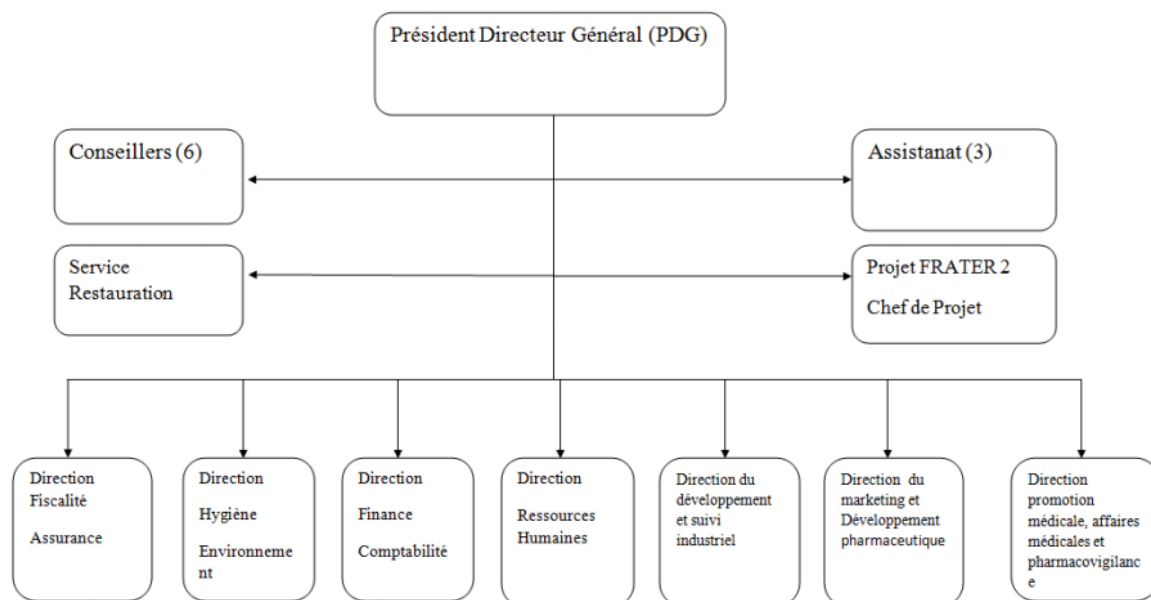 Président Directeur Général (PDG)
Conseillers (6)
Assistanat (3)
Service
Restauration
Projet FRATER 2
Chef de Projet
Direction
Fiscalité
Assurance
Direction
Hygiène
Environneme
nt
Direction
Finance
Comptabilité
Direction
Ressources
Humaines
Direction du
développement
et suivi
industriel
Direction du
marketing et
Développement
pharmaceutique
Direction
promotion
médicale, affaires
médicales et
pharmacovigilanc
e